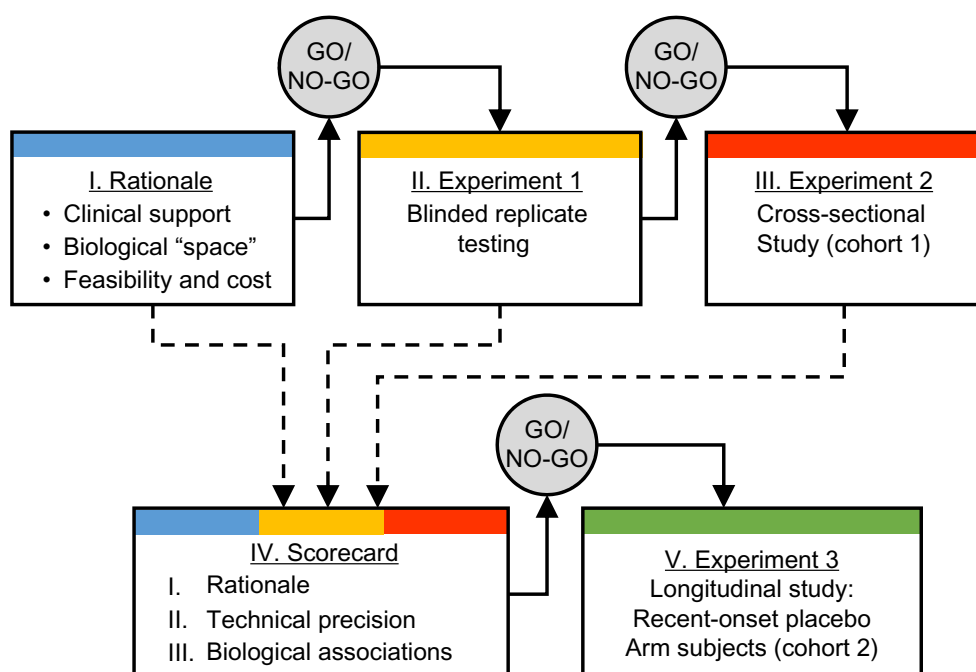 GO/
NO-GO
GO/
NO-GO
I. Rationale
• Clinical support
• Biological “space”
• Feasibility and cost
II. Experiment 1
Blinded replicate
testing
III. Experiment 2
Cross-sectional
Study (cohort 1)
GO/
NO-GO
IV. Scorecard
I. Rationale
II. Technical precision
III. Biological associations
V. Experiment 3
Longitudinal study:
Recent-onset placebo
Arm subjects (cohort 2)